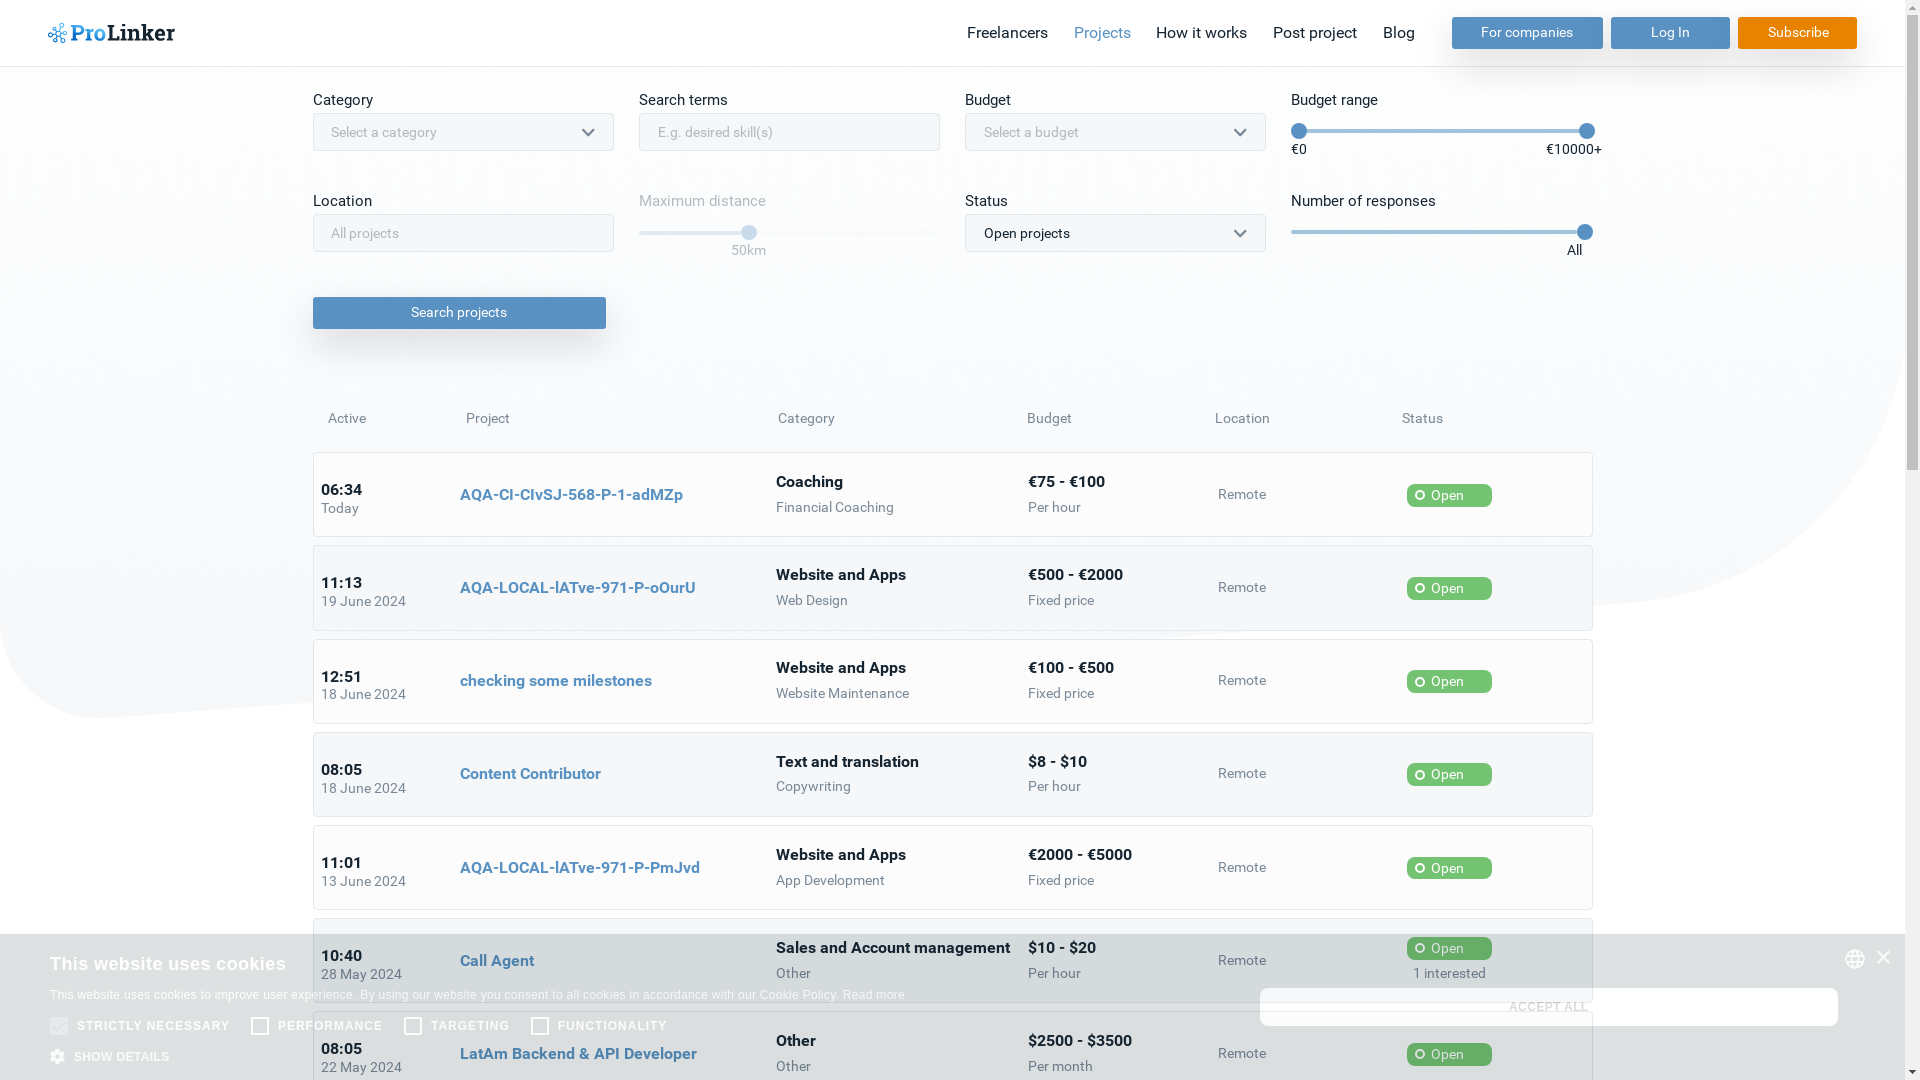 ProLinker
Freelancers
Projects
How it works
Post project
Blog
For companies
Log In
Subscribe
Category
Search terms
Budget
Budget range
Select a category
E.g. desired skill(s)
Select a budget
€0
€10000+
Location
Maximum distance
Status
Number of responses
All projects
50km
Open projects
All
Search projects
Active
Project
Category
Budget
Location
Status
06:34
Today
AQA-CI-CIvSJ-568-P-1-adMZp
Coaching
Financial Coaching
€75 - €100
Per hour
Remote
Open
11:13
19 June 2024
AQA-LOCAL-lATve-971-P-oOurU
Website and Apps
Web Design
€500 - €2000
Fixed price
Remote
Open
12:51
18 June 2024
checking some milestones
Website and Apps
Website Maintenance
€100 - €500
Fixed price
Remote
Open
08:05
18 June 2024
Content Contributor
Text and translation
Copywriting
$8 - $10
Per hour
Remote
Open
11:01
13 June 2024
AQA-LOCAL-lATve-971-P-PmJvd
Website and Apps
App Development
€2000 - €5000
Fixed price
Remote
Open
10:40
28 May 2024
Call Agent
Sales and Account management
Other
$10 - $20
Per hour
Remote
Open
1 interested
08:05
22 May 2024
LatAm Backend & API Developer
Other
Other
$2500 - $3500
Per month
Remote
Open
This website uses cookies
This website uses cookies to improve user experience. By using our website you consent to all cookies in accordance with our Cookie Policy. Read more
STRICTLY NECESSARY
PERFORMANCE
TARGETING
FUNCTIONALITY
SHOW DETAILS
ACCEPT ALL